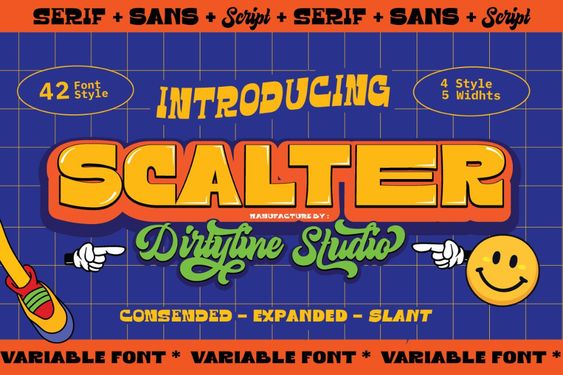 SERIF + SANS + Script + SERIF + SANS + Script
42 Font Style
INTRODUCING
4 Style
5 Widhts
SCALTER
MANUFACTURE BY :
Dirtyline Studio
CONSENDED - EXPANDED - SLANT
VARIABLE FONT * VARIABLE FONT * VARIABLE FONT *